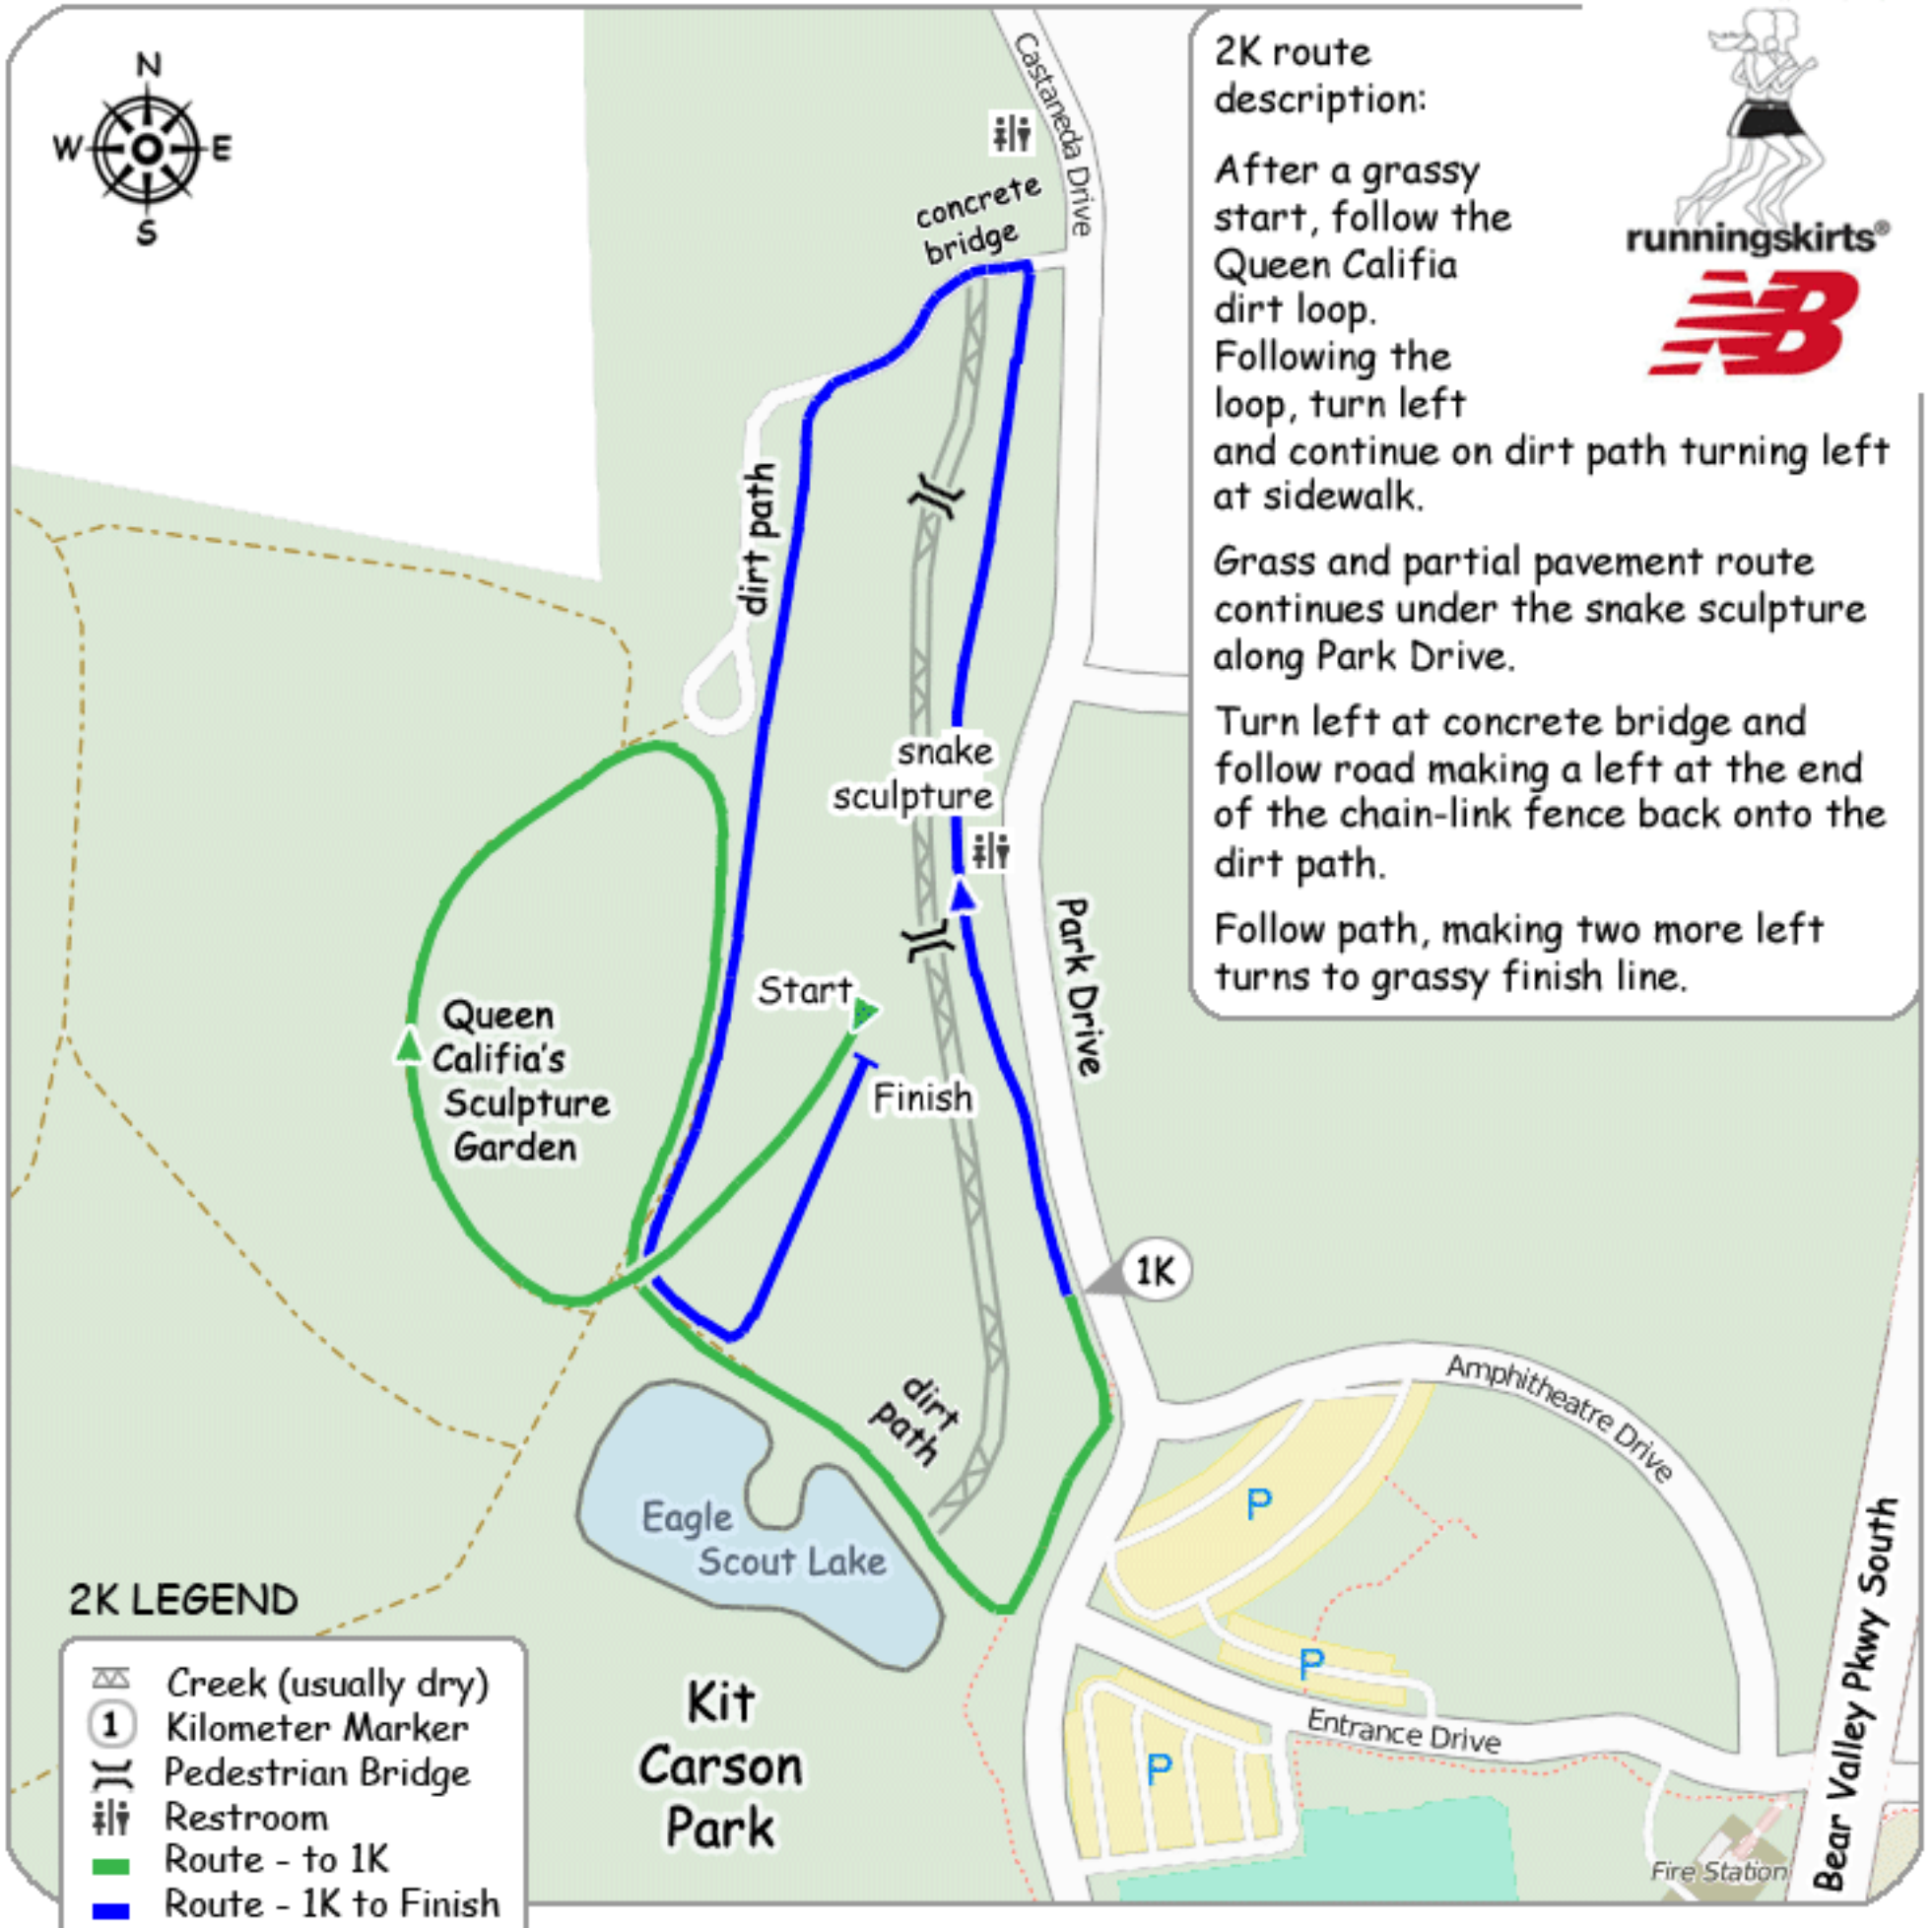 N
W E
S
Castaneda Drive
concrete
bridge
dirt path
snake
sculpture
Park Drive
Start
Finish
Queen
Califia's
Sculpture
Garden
1K
dirt
path
Eagle
Scout Lake
Kit
Carson
Park
Amphitheatre Drive
P
P
P
Entrance Drive
Bear Valley Pkwy South
Fire Station
2K route
description:
After a grassy
start, follow the
Queen Califia
dirt loop.
Following the
loop, turn left
and continue on dirt path turning left
at sidewalk.
Grass and partial pavement route
continues under the snake sculpture
along Park Drive.
Turn left at concrete bridge and
follow road making a left at the end
of the chain-link fence back onto the
dirt path.
Follow path, making two more left
turns to grassy finish line.
runningskirts®
NB
2K LEGEND
Creek (usually dry)
1 Kilometer Marker
Pedestrian Bridge
Restroom
Route - to 1K
Route - 1K to Finish